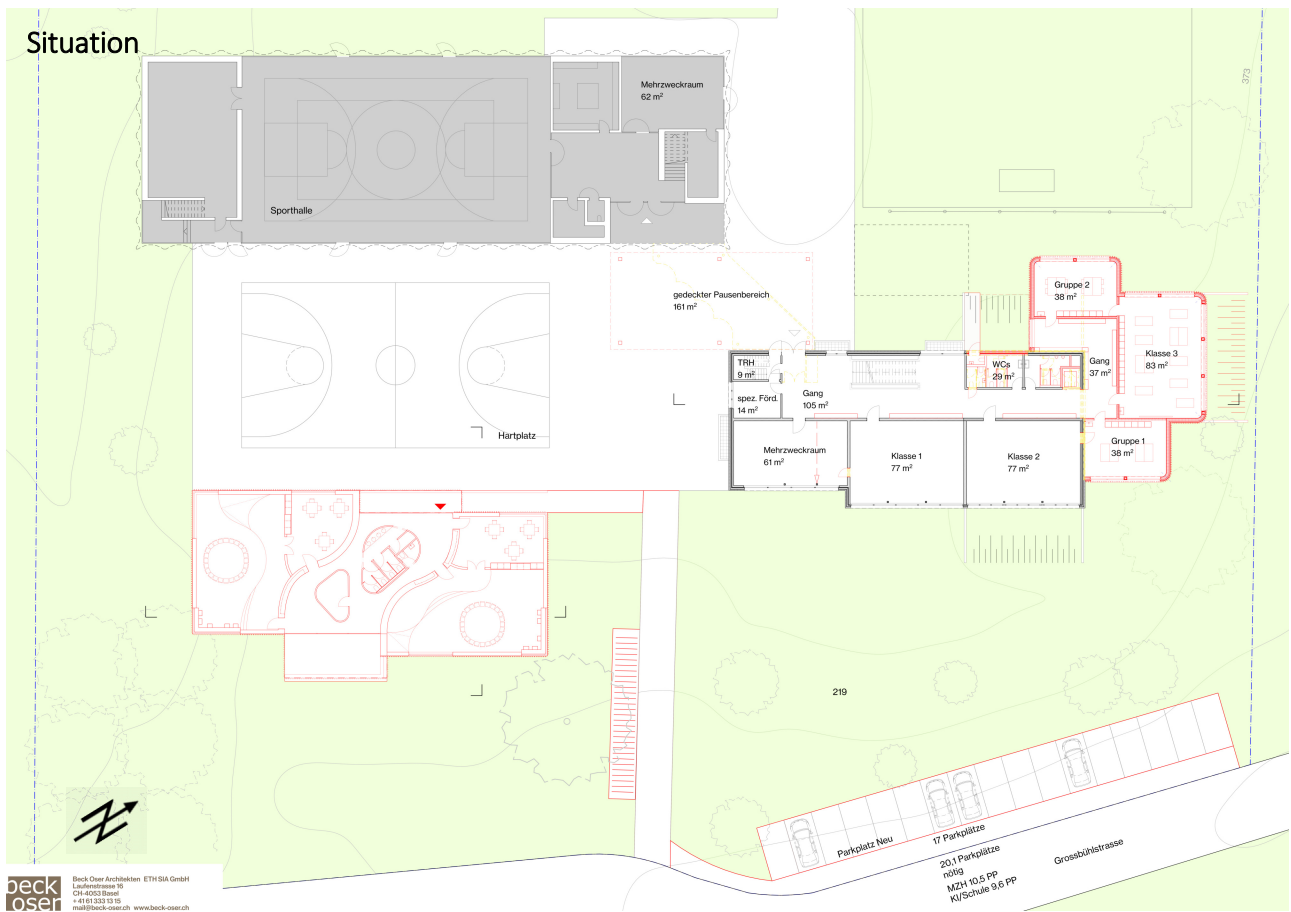 Situation
Mehrzweckraum
62 m²
373
Sporthalle
gedeckter Pausenbereich
161 m²
Gruppe 2
38 m²
Klasse 3
83 m²
TRH
9 m²
WCs
29 m²
Gang
37 m²
spez. Förd.
14 m²
Gang
105 m²
Hartplatz
Mehrzweckraum
61 m²
Klasse 1
77 m²
Klasse 2
77 m²
Gruppe 1
38 m²
219
Parkplatz Neu
17 Parkplätze
20,1 Parkplätze
nötig
MZH 10,5 PP
KI/Schule 9,6 PP
Grossbühlstrasse
beck
oser
Beck Oser Architekten ETH SIA GmbH
Laufenstrasse 16
CH-4053 Basel
+ 41 61 333 13 15
mail@beck-oser.ch www.beck-oser.ch